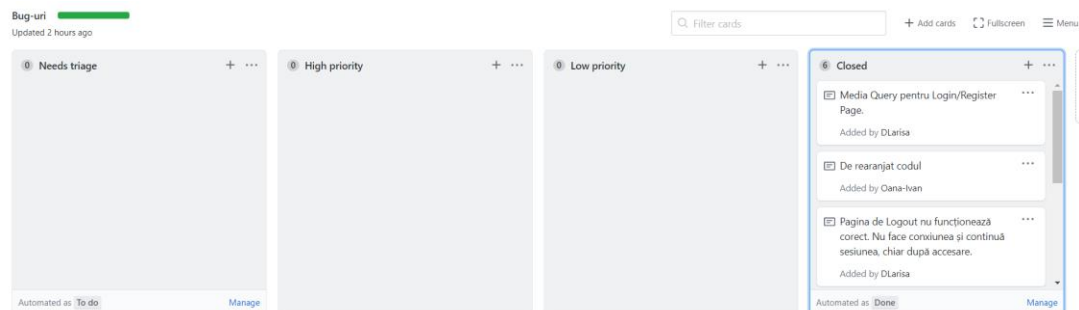 Bug-uri
Updated 2 hours ago
Filter cards
+ Add cards
Fullscreen
Menu
0 Needs triage
0 High priority
0 Low priority
6 Closed
Media Query pentru Login/Register
Page.
Added by DLarisa
De rearanjat codul
Added by Oana-Ivan
Pagina de Logout nu funcționează
corect. Nu face conxiunea și continuă
sesiunea, chiar după accesare.
Added by DLarisa
Automated as To do
Manage
Automated as Done
Manage